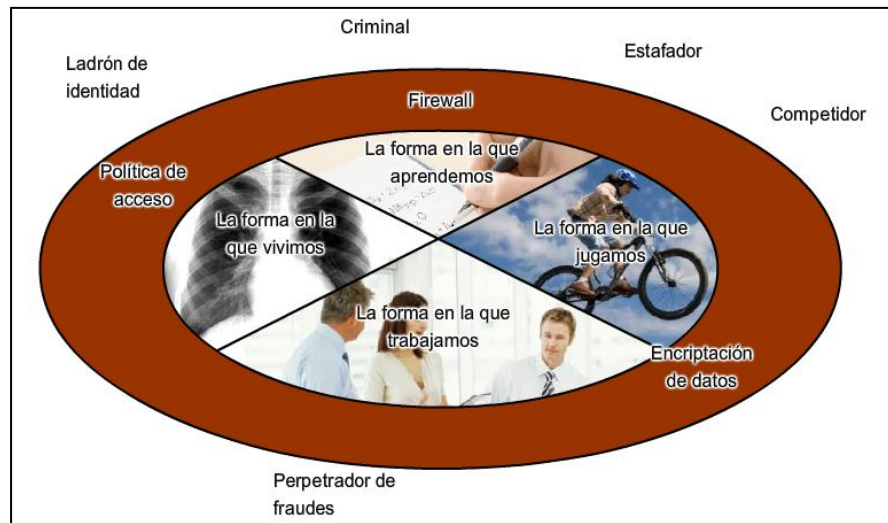 Criminal
Estafador
Ladrón de
identidad
Competidor
Firewall
Política de
acceso
La forma en la que
aprendemos
La forma en la
que vivimos
La forma en la que
jugamos
La forma en la que
trabajamos
Encriptación
de datos
Perpetrador de
fraudes